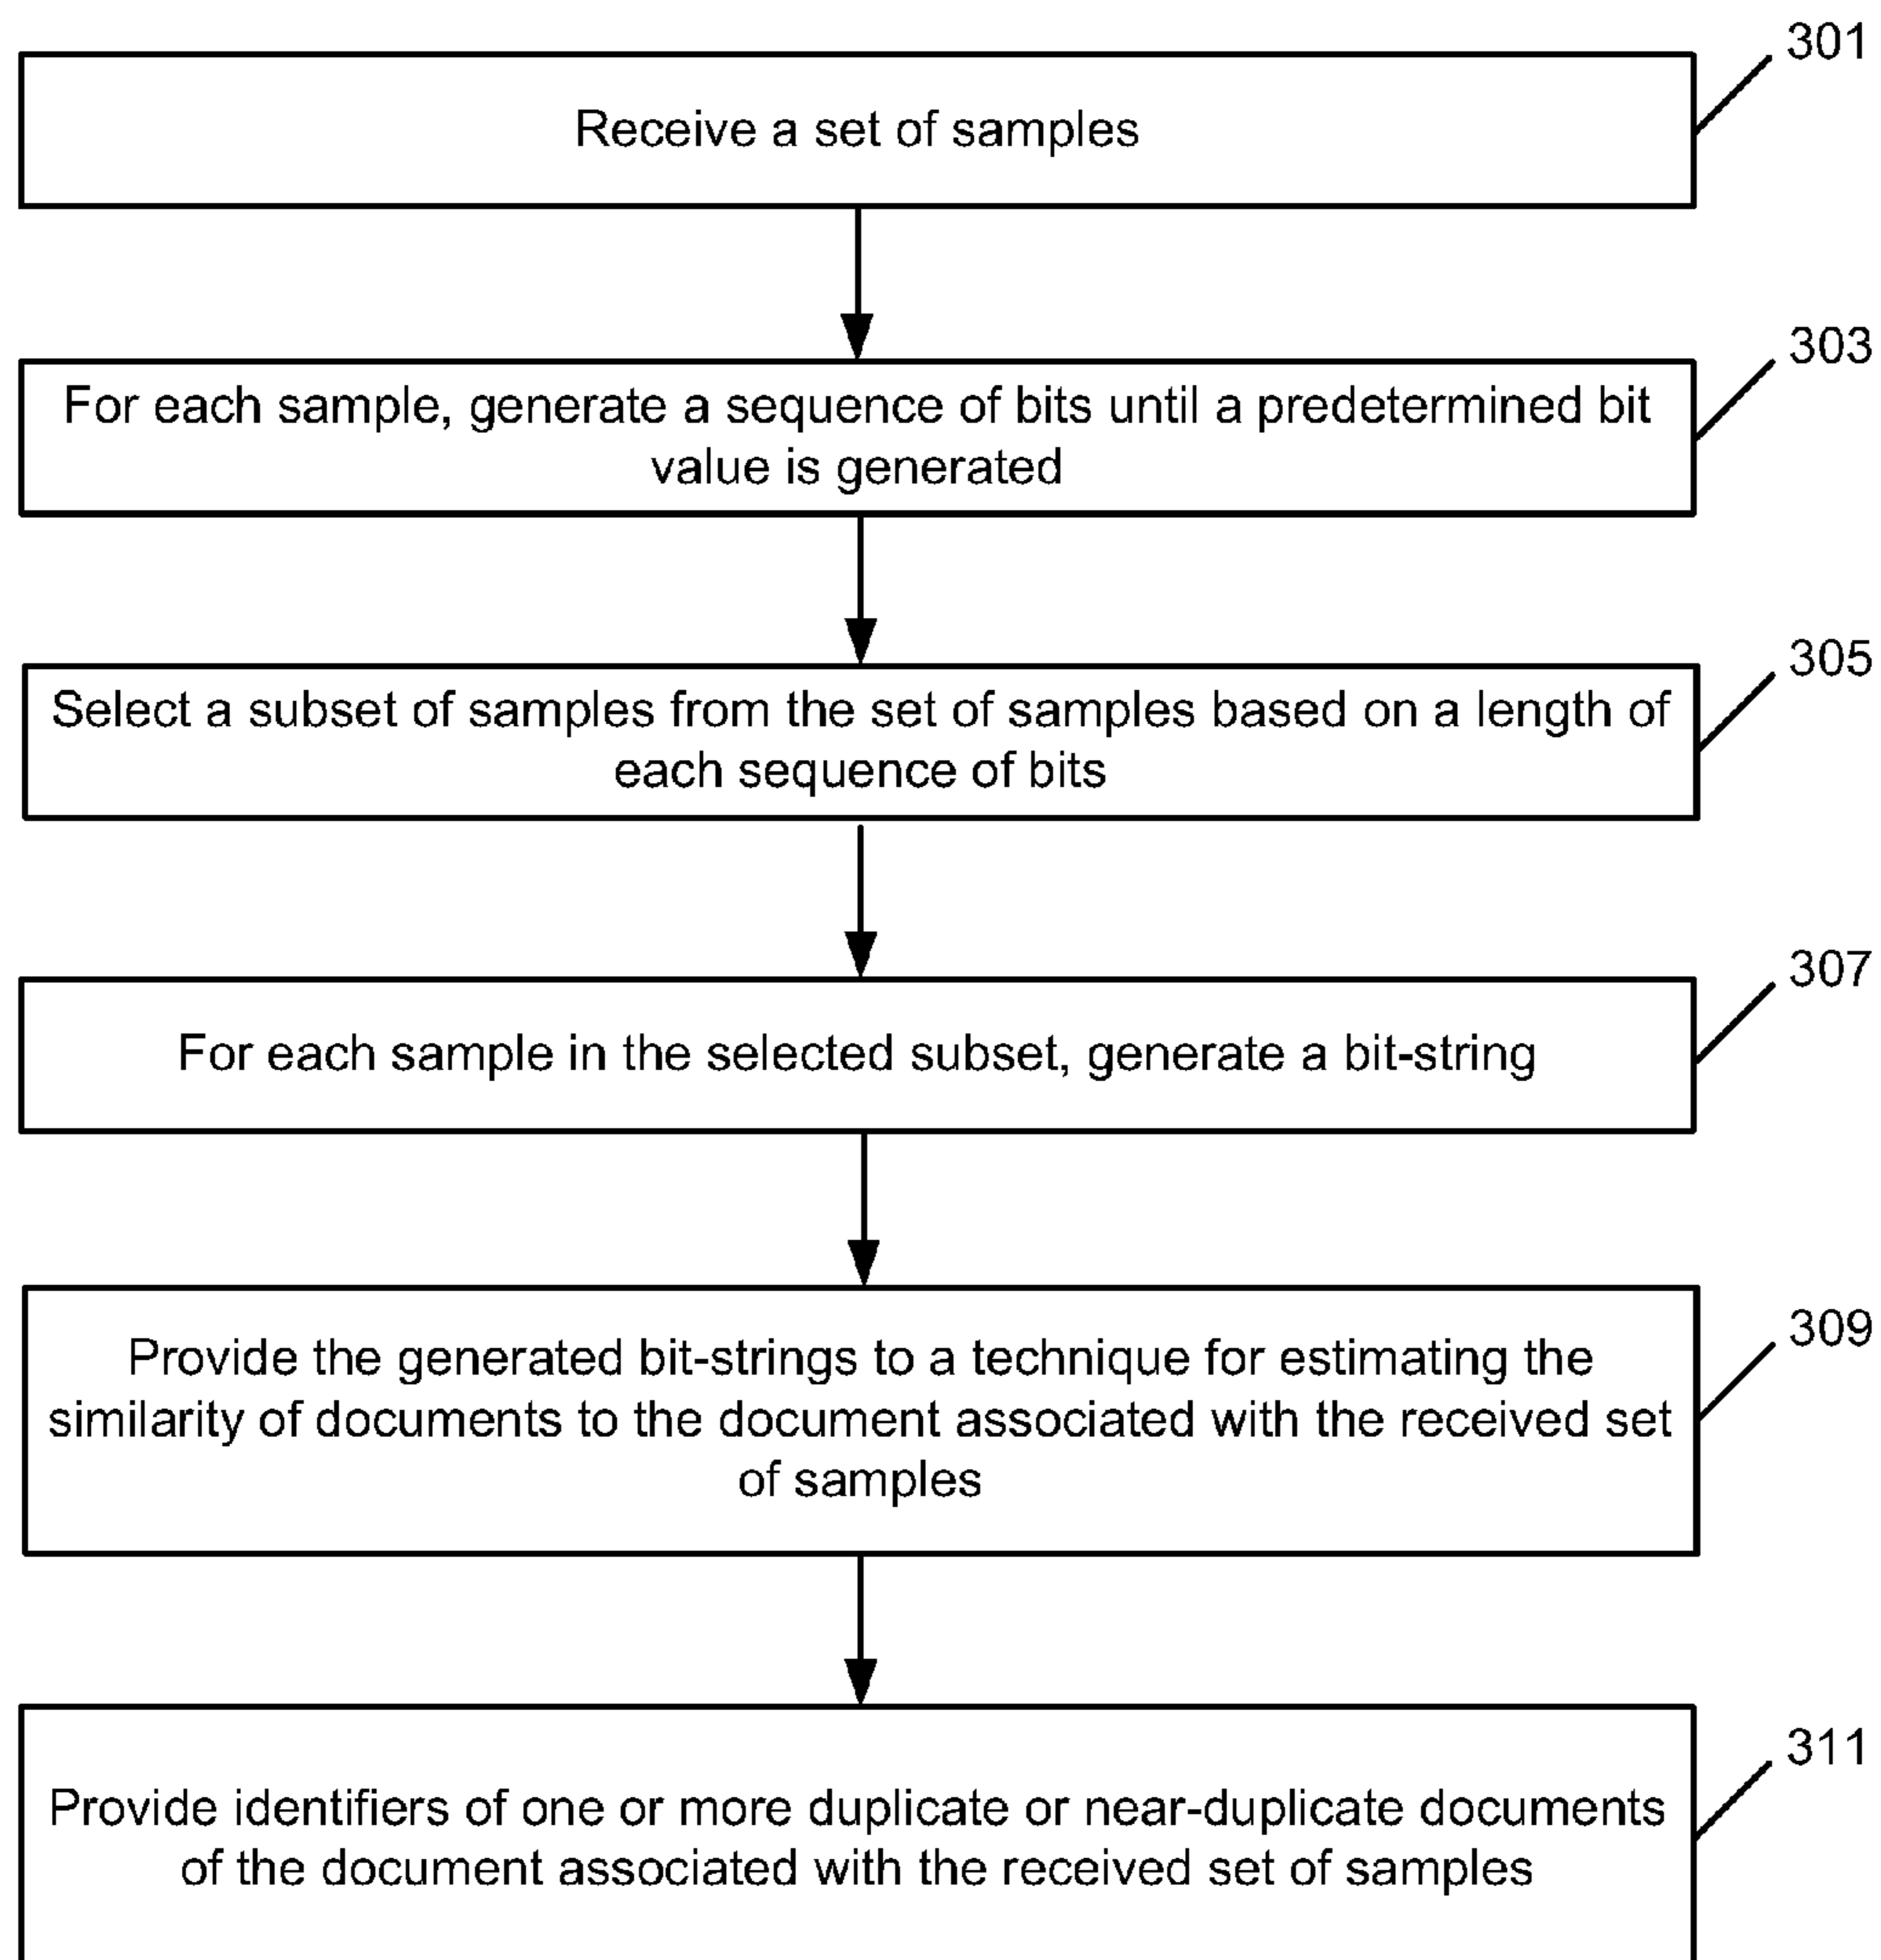 301
Receive a set of samples
303
For each sample, generate a sequence of bits until a predetermined bit
value is generated
305
Select a subset of samples from the set of samples based on a length of
each sequence of bits
307
For each sample in the selected subset, generate a bit-string
309
Provide the generated bit-strings to a technique for estimating the
similarity of documents to the document associated with the received set
of samples
311
Provide identifiers of one or more duplicate or near-duplicate documents
of the document associated with the received set of samples